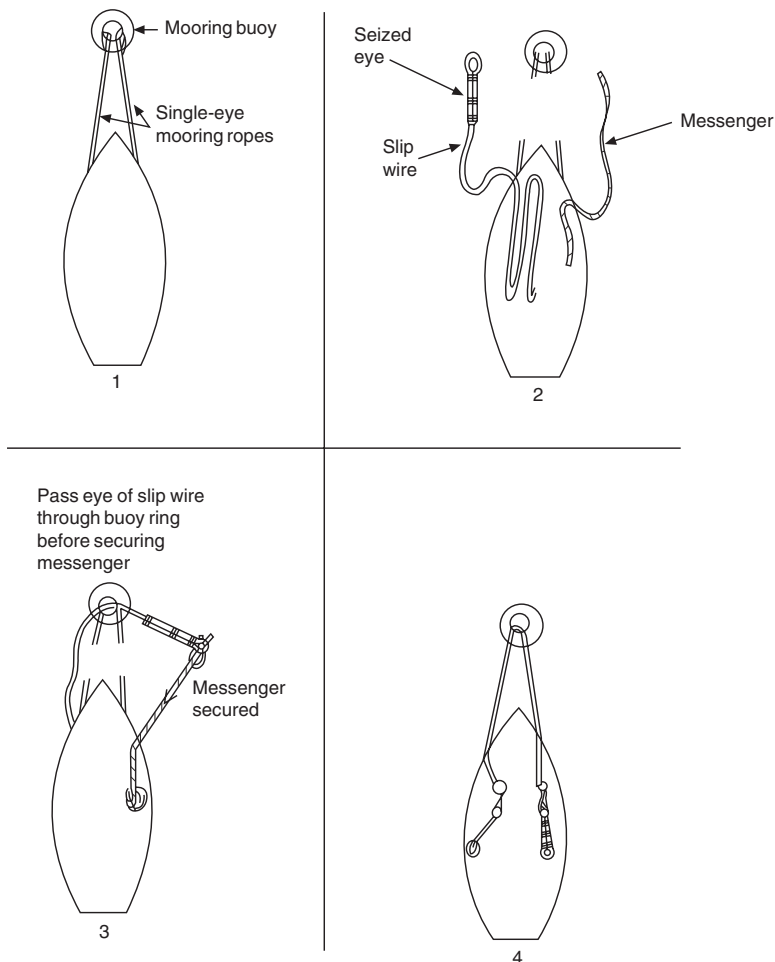 Mooring buoy
Single-eye
mooring ropes
1
Seized
eye
Slip
wire
Messenger
2
Pass eye of slip wire
through buoy ring
before securing
messenger
Messenger
secured
3
4